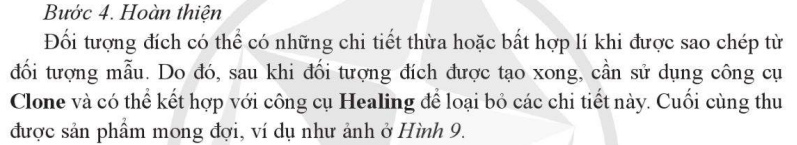 Bước 4. Hoàn thiện
Đối tượng đích có thể có những chi tiết thừa hoặc bất hợp lí khi được sao chép từ
đối tượng mẫu. Do đó, sau khi đối tượng đích được tạo xong, cần sử dụng công cụ
Clone và có thể kết hợp với công cụ Healing để loại bỏ các chi tiết này. Cuối cùng thu
được sản phẩm mong đợi, ví dụ như ảnh ở Hình 9.